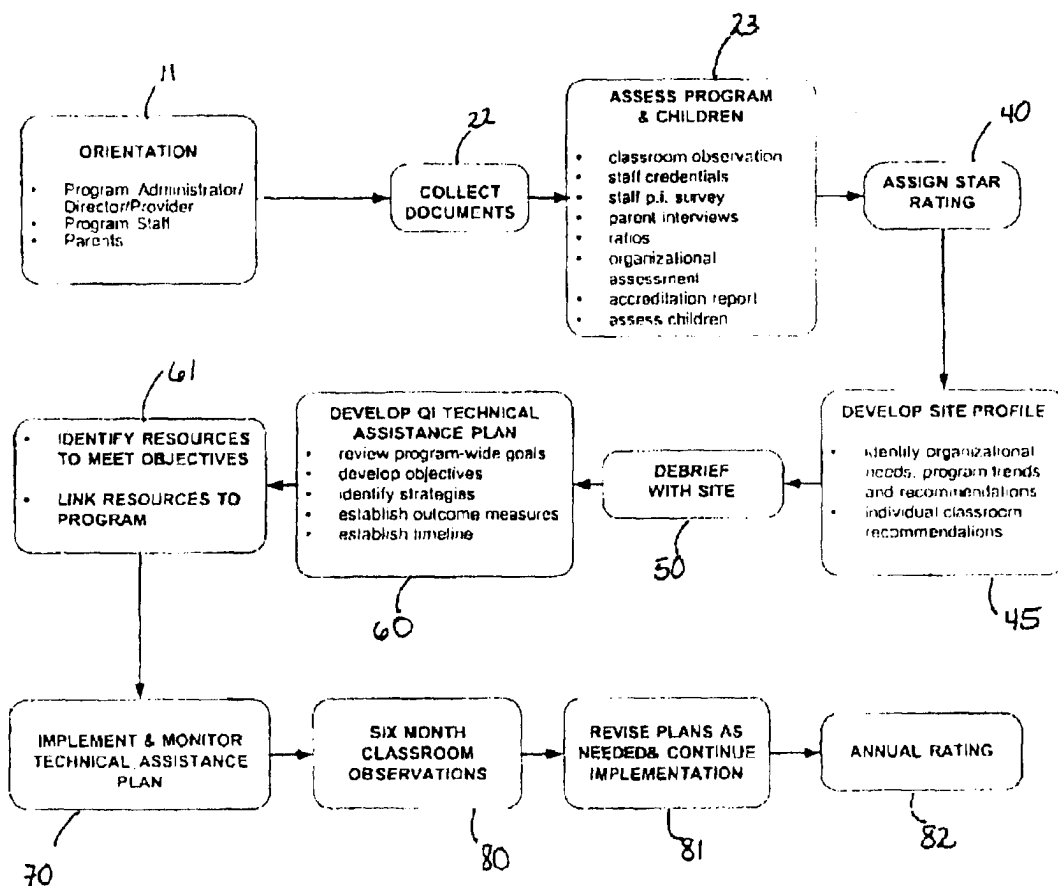 11
ORIENTATION
• Program Administrator/
Director/Provider
• Program Staff
• Parents
22
COLLECT
DOCUMENTS
23
ASSESS PROGRAM
& CHILDREN
• classroom observation
• staff credentials
• staff p.i. survey
• parent interviews
• ratios
• organizational
assessment
• accreditation report
• assess children
40
ASSIGN STAR
RATING
61
• IDENTIFY RESOURCES
TO MEET OBJECTIVES
• LINK RESOURCES TO
PROGRAM
DEVELOP QI TECHNICAL
ASSISTANCE PLAN
• review program-wide goals
• develop objectives
• identify strategies
• establish outcome measures
• establish timeline
60
DEBRIEF
WITH SITE
50
DEVELOP SITE PROFILE
• identify organizational
needs, program trends
and recommendations
• individual classroom
recommendations
45
IMPLEMENT & MONITOR
TECHNICAL ASSISTANCE
PLAN
70
SIX MONTH
CLASSROOM
OBSERVATIONS
80
REVISE PLANS AS
NEEDED& CONTINUE
IMPLEMENTATION
81
ANNUAL RATING
82